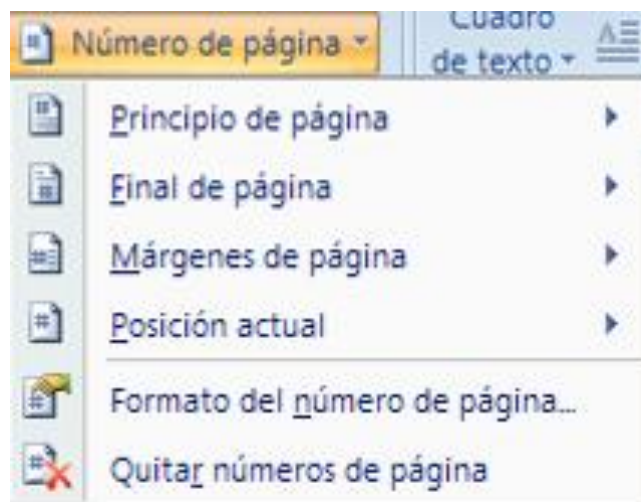 Número de página
Cuadro
de texto
Principio de página
Final de página
Márgenes de página
Posición actual
Formato del número de página...
Quitar números de página